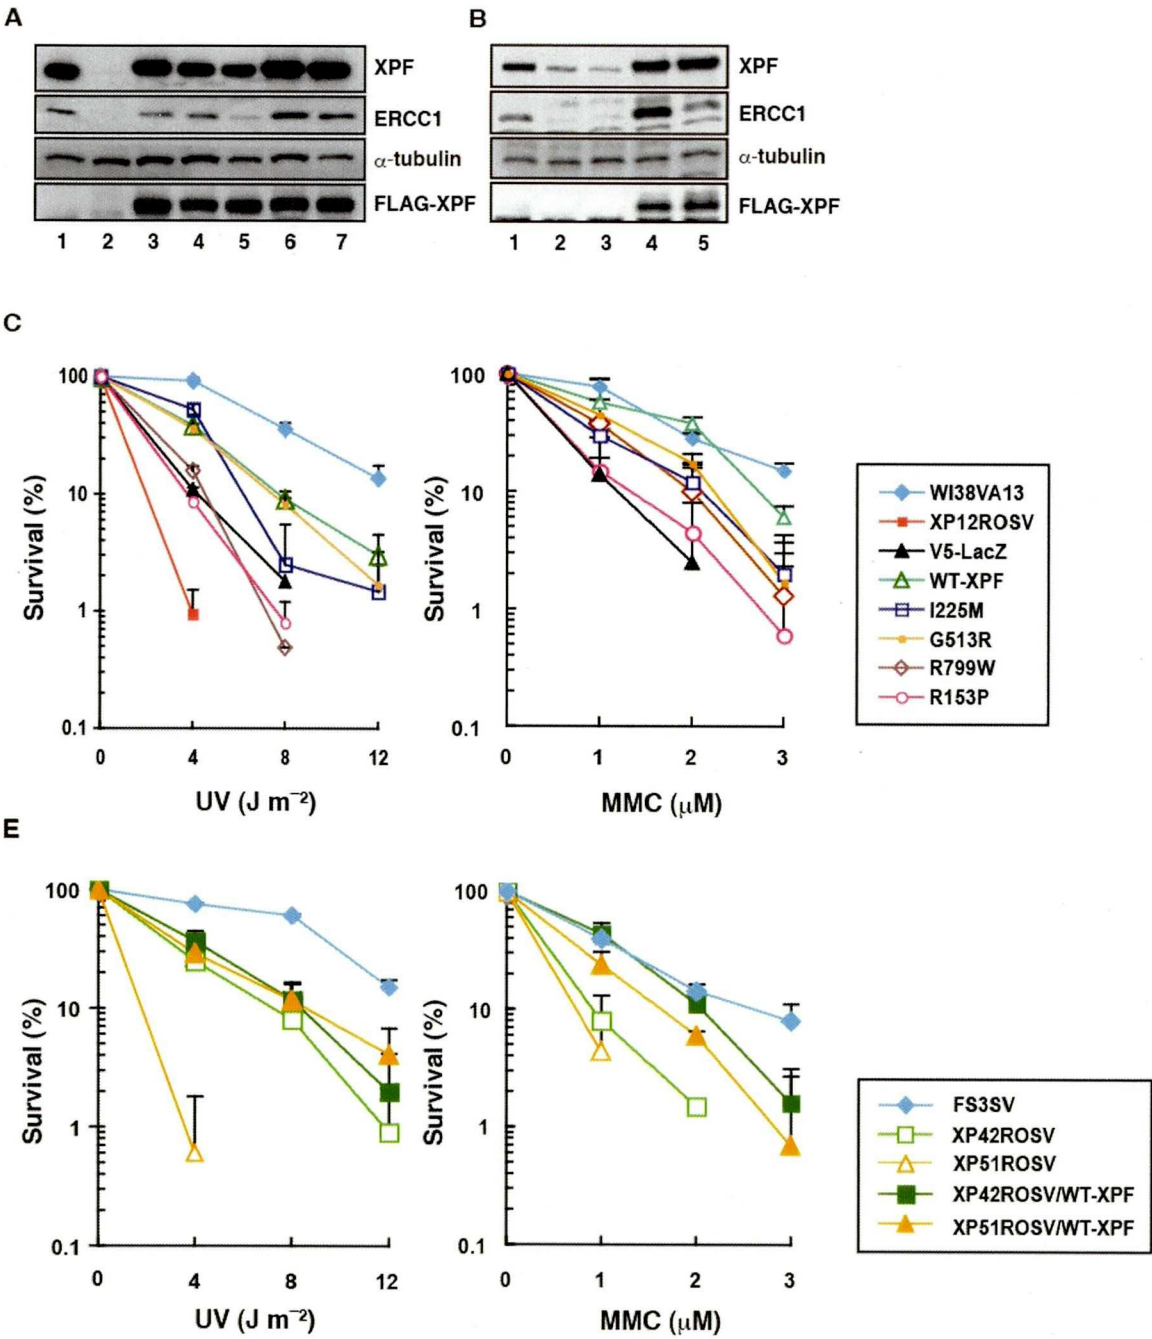 A
XPF
ERCC1
α-tubulin
FLAG-XPF
1 2 3 4 5 6 7
B
XPF
ERCC1
α-tubulin
FLAG-XPF
1 2 3 4 5
C
Survival (%)
100
10
1
0.1
0 4 8 12
UV (J m⁻²)
Survival (%)
100
10
1
0.1
0 1 2 3
MMC (μM)
WI38VA13
XP12ROSV
V5-LacZ
WT-XPF
I225M
G513R
R799W
R153P
E
Survival (%)
100
10
1
0.1
0 4 8 12
UV (J m⁻²)
Survival (%)
100
10
1
0.1
0 1 2 3
MMC (μM)
FS3SV
XP42ROSV
XP51ROSV
XP42ROSV/WT-XPF
XP51ROSV/WT-XPF